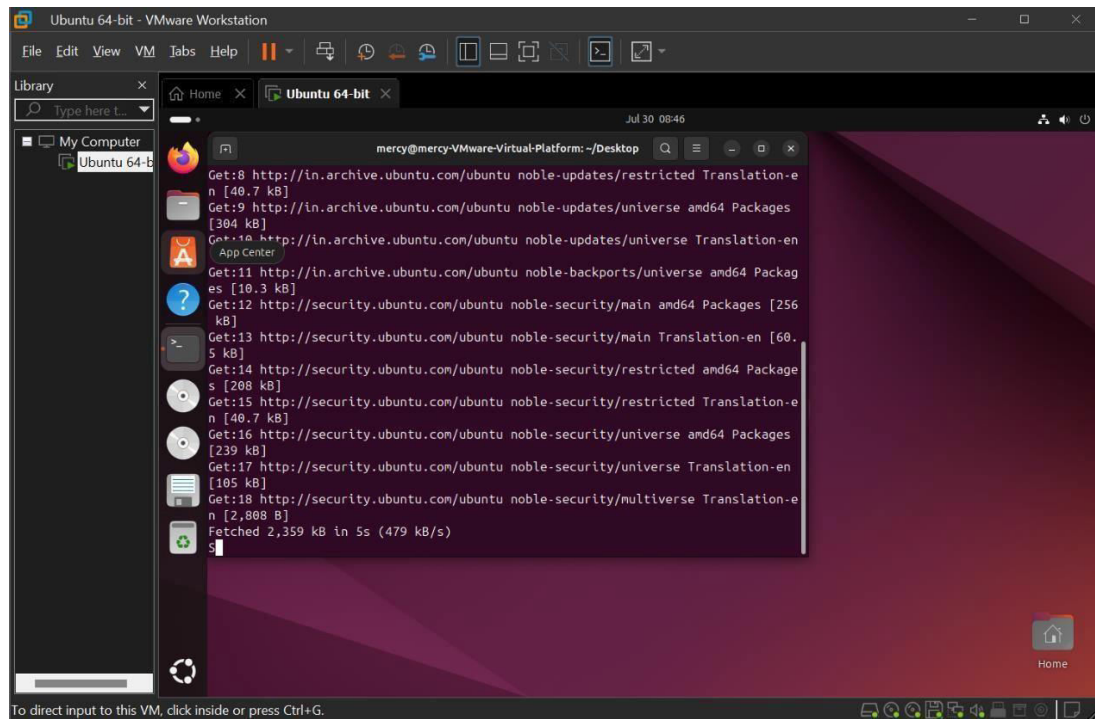 Ubuntu 64-bit - VMware Workstation
File Edit View VM Tabs Help
Library
Home
Ubuntu 64-bit
Type here t...
My Computer
Ubuntu 64-b
Jul 30 08:46
mercy@mercy-VMware-Virtual-Platform: ~/Desktop
Get:8 http://in.archive.ubuntu.com/ubuntu noble-updates/restricted Translation-e
n [40.7 kB]
Get:9 http://in.archive.ubuntu.com/ubuntu noble-updates/universe amd64 Packages
[304 kB]
Get:10 http://in.archive.ubuntu.com/ubuntu noble-updates/universe Translation-en
App Center
Get:11 http://in.archive.ubuntu.com/ubuntu noble-backports/universe amd64 Packag
es [10.3 kB]
Get:12 http://security.ubuntu.com/ubuntu noble-security/main amd64 Packages [256
kB]
Get:13 http://security.ubuntu.com/ubuntu noble-security/main Translation-en [60.
5 kB]
Get:14 http://security.ubuntu.com/ubuntu noble-security/restricted amd64 Package
s [208 kB]
Get:15 http://security.ubuntu.com/ubuntu noble-security/restricted Translation-e
n [40.7 kB]
Get:16 http://security.ubuntu.com/ubuntu noble-security/universe amd64 Packages
[239 kB]
Get:17 http://security.ubuntu.com/ubuntu noble-security/universe Translation-en
[105 kB]
Get:18 http://security.ubuntu.com/ubuntu noble-security/multiverse Translation-e
n [2,808 B]
Fetched 2,359 kB in 5s (479 kB/s)
S
Home
To direct input to this VM, click inside or press Ctrl+G.